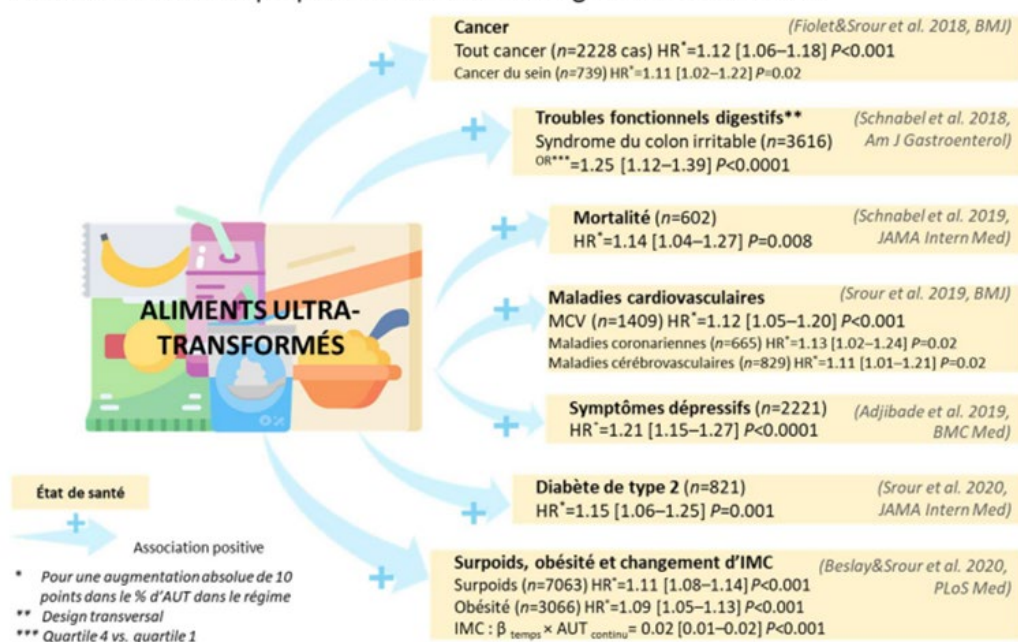 Cancer (Fiolet&Srour et al. 2018, BMJ)
Tout cancer (n=2228 cas) HR*=1.12 [1.06–1.18] P<0.001
Cancer du sein (n=739) HR*=1.11 [1.02–1.22] P=0.02
Troubles fonctionnels digestifs** (Schnabel et al. 2018,
Syndrome du colon irritable (n=3616) Am J Gastroenterol)
OR***=1.25 [1.12–1.39] P<0.0001
Mortalité (n=602) (Schnabel et al. 2019,
HR*=1.14 [1.04–1.27] P=0.008 JAMA Intern Med)
ALIMENTS ULTRA-
TRANSFORMÉS
Maladies cardiovasculaires (Srour et al. 2019, BMJ)
MCV (n=1409) HR*=1.12 [1.05–1.20] P<0.001
Maladies coronariennes (n=665) HR*=1.13 [1.02–1.24] P=0.02
Maladies cérébrovasculaires (n=829) HR*=1.11 [1.01–1.21] P=0.02
Symptômes dépressifs (n=2221) (Adjibade et al. 2019,
HR*=1.21 [1.15–1.27] P<0.0001 BMC Med)
Diabète de type 2 (n=821) (Srour et al. 2020,
HR*=1.15 [1.06–1.25] P=0.001 JAMA Intern Med)
Surpoids, obésité et changement d'IMC (Beslay&Srour et al. 2020,
Surpoids (n=7063) HR*=1.11 [1.08–1.14] P<0.001 PLoS Med)
Obésité (n=3066) HR*=1.09 [1.05–1.13] P<0.001
IMC : β temps × AUT continu= 0.02 [0.01–0.02] P<0.001
État de santé
+
Association positive
* Pour une augmentation absolue de 10
points dans le % d'AUT dans le régime
** Design transversal
*** Quartile 4 vs. quartile 1